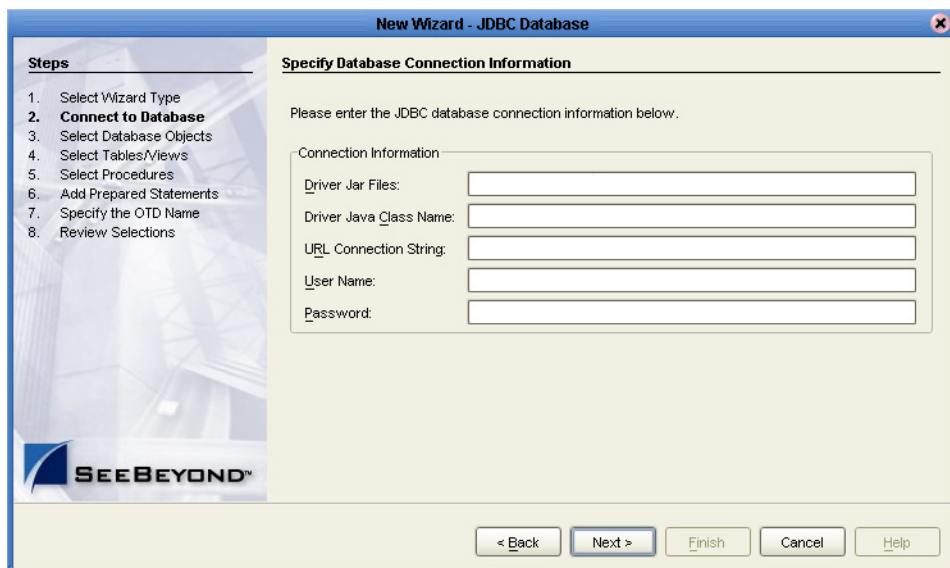 New Wizard - JDBC Database
Steps
1. Select Wizard Type
2. Connect to Database
3. Select Database Objects
4. Select Tables/Views
5. Select Procedures
6. Add Prepared Statements
7. Specify the OTD Name
8. Review Selections
SEEBEYOND™
Specify Database Connection Information
Please enter the JDBC database connection information below.
Connection Information
Driver Jar Files:
Driver Java Class Name:
URL Connection String:
User Name:
Password:
< Back Next > Finish Cancel Help